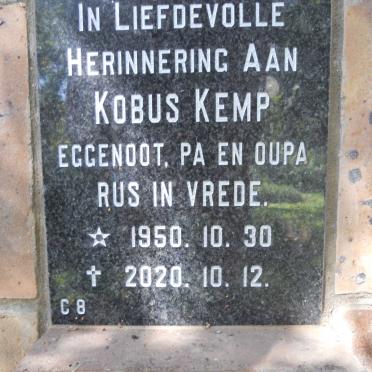 In Liefdevolle
Herinnering Aan
Kobus Kemp
eggenoot, pa en oupa
rus in vrede.
☆ 1950. 10. 30
✝ 2020. 10. 12.
C 8